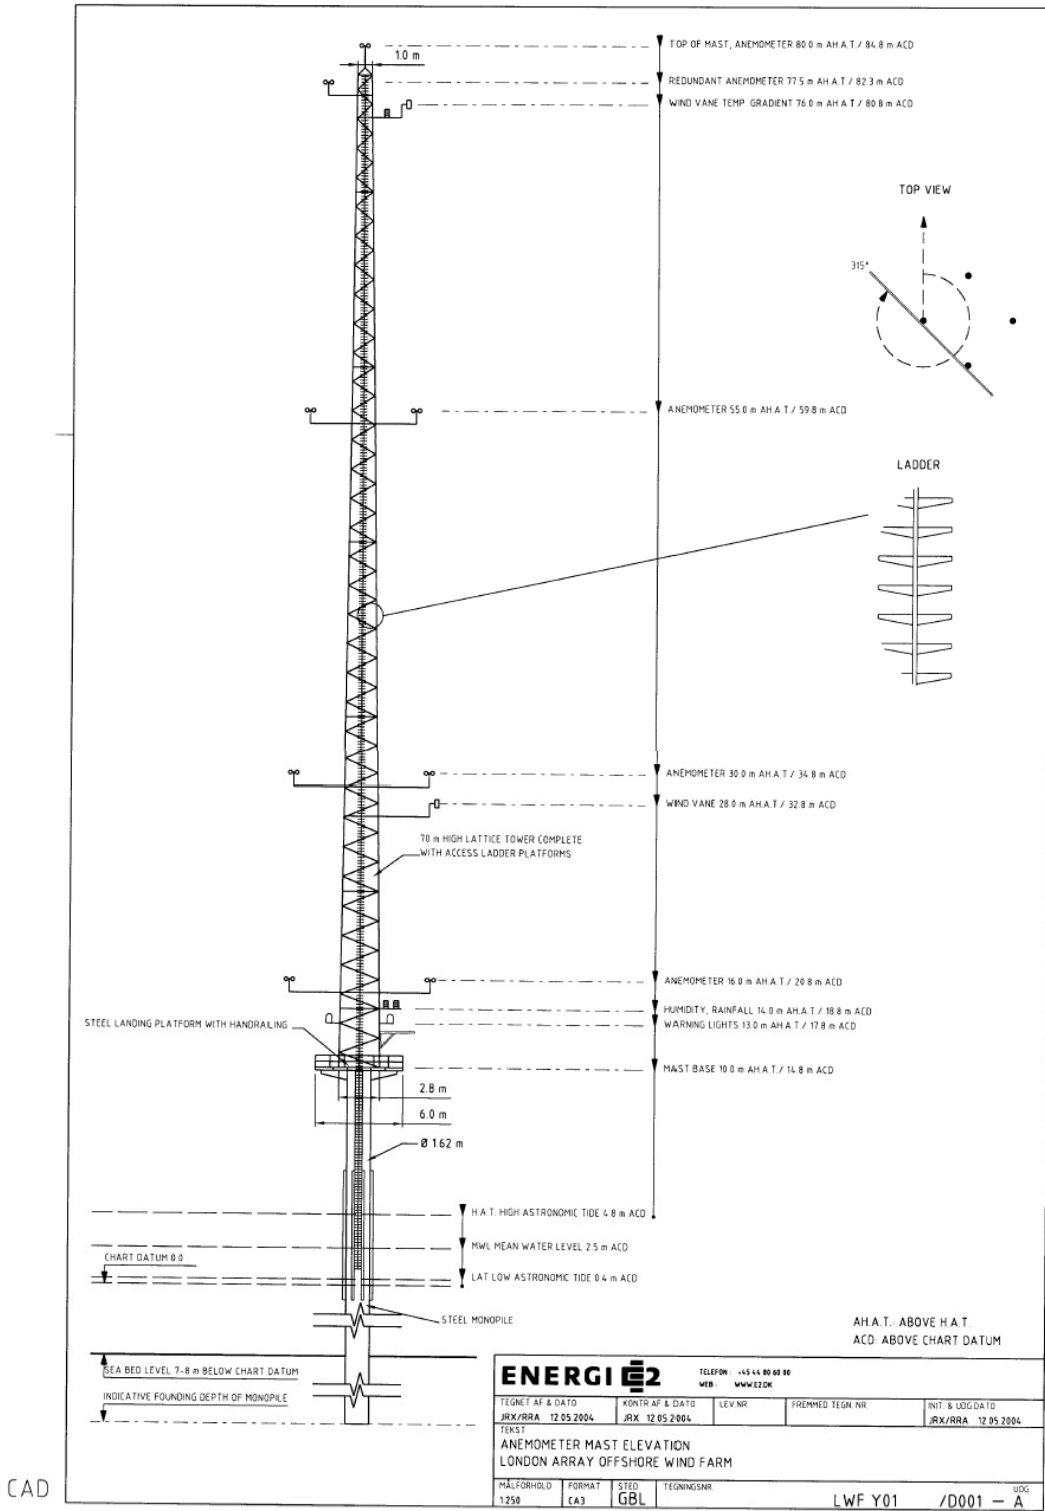 TOP OF MAST, ANEMOMETER 80.0 m AH.A.T./ 84.8 m ACD
1.0 m
REDUNDANT ANEMOMETER 77.5 m AH.A.T / 82.3 m ACD
WIND VANE TEMP GRADIENT 76.0 m AH.A.T / 80.8 m ACD
TOP VIEW
315°
ANEMOMETER 55.0 m AH.A.T./ 59.8 m ACD
LADDER
ANEMOMETER 30.0 m AH.A.T / 34.8 m ACD
WIND VANE 28.0 m AH.A.T./ 32.8 m ACD
70 m HIGH LATTICE TOWER COMPLETE
WITH ACCESS LADDER PLATFORMS
ANEMOMETER 16.0 m AH.A.T./ 20.8 m ACD
HUMIDITY, RAINFALL 14.0 m AH.A.T./ 18.8 m ACD
STEEL LANDING PLATFORM WITH HANDRAILING
WARNING LIGHTS 13.0 m AH.A.T./ 17.8 m ACD
MAST BASE 10.0 m AH.A.T./ 14.8 m ACD
2.8 m
6.0 m
Ø 1.62 m
H.A.T. HIGH ASTRONOMIC TIDE 4.8 m ACD
MWL MEAN WATER LEVEL 2.5 m ACD
CHART DATUM 0.0
LAT LOW ASTRONOMIC TIDE 0.4 m ACD
STEEL MONOPILE
AH.A.T.: ABOVE H.A.T.
ACD: ABOVE CHART DATUM
SEA BED LEVEL 7-8 m BELOW CHART DATUM
INDICATIVE FOUNDING DEPTH OF MONOPILE
ENERGI E2
TELEFON: +45 44 80 60 00
WEB: WWW.E2.DK
TEGNET AF & DATO KONTR.AF & DATO LEV.NR. FREMMED TEGN. NR. INIT. & UDG.DATO
JRX/RRA 12.05.2004 JRX 12.05.2004 JRX/RRA 12.05.2004
TEKST
ANEMOMETER MAST ELEVATION
LONDON ARRAY OFFSHORE WIND FARM
MÅLFORHOLD FORMAT STED TEGNINGSNR. UDG.
1:250 CA3 GBL LWF Y01 /D001 – A
CAD